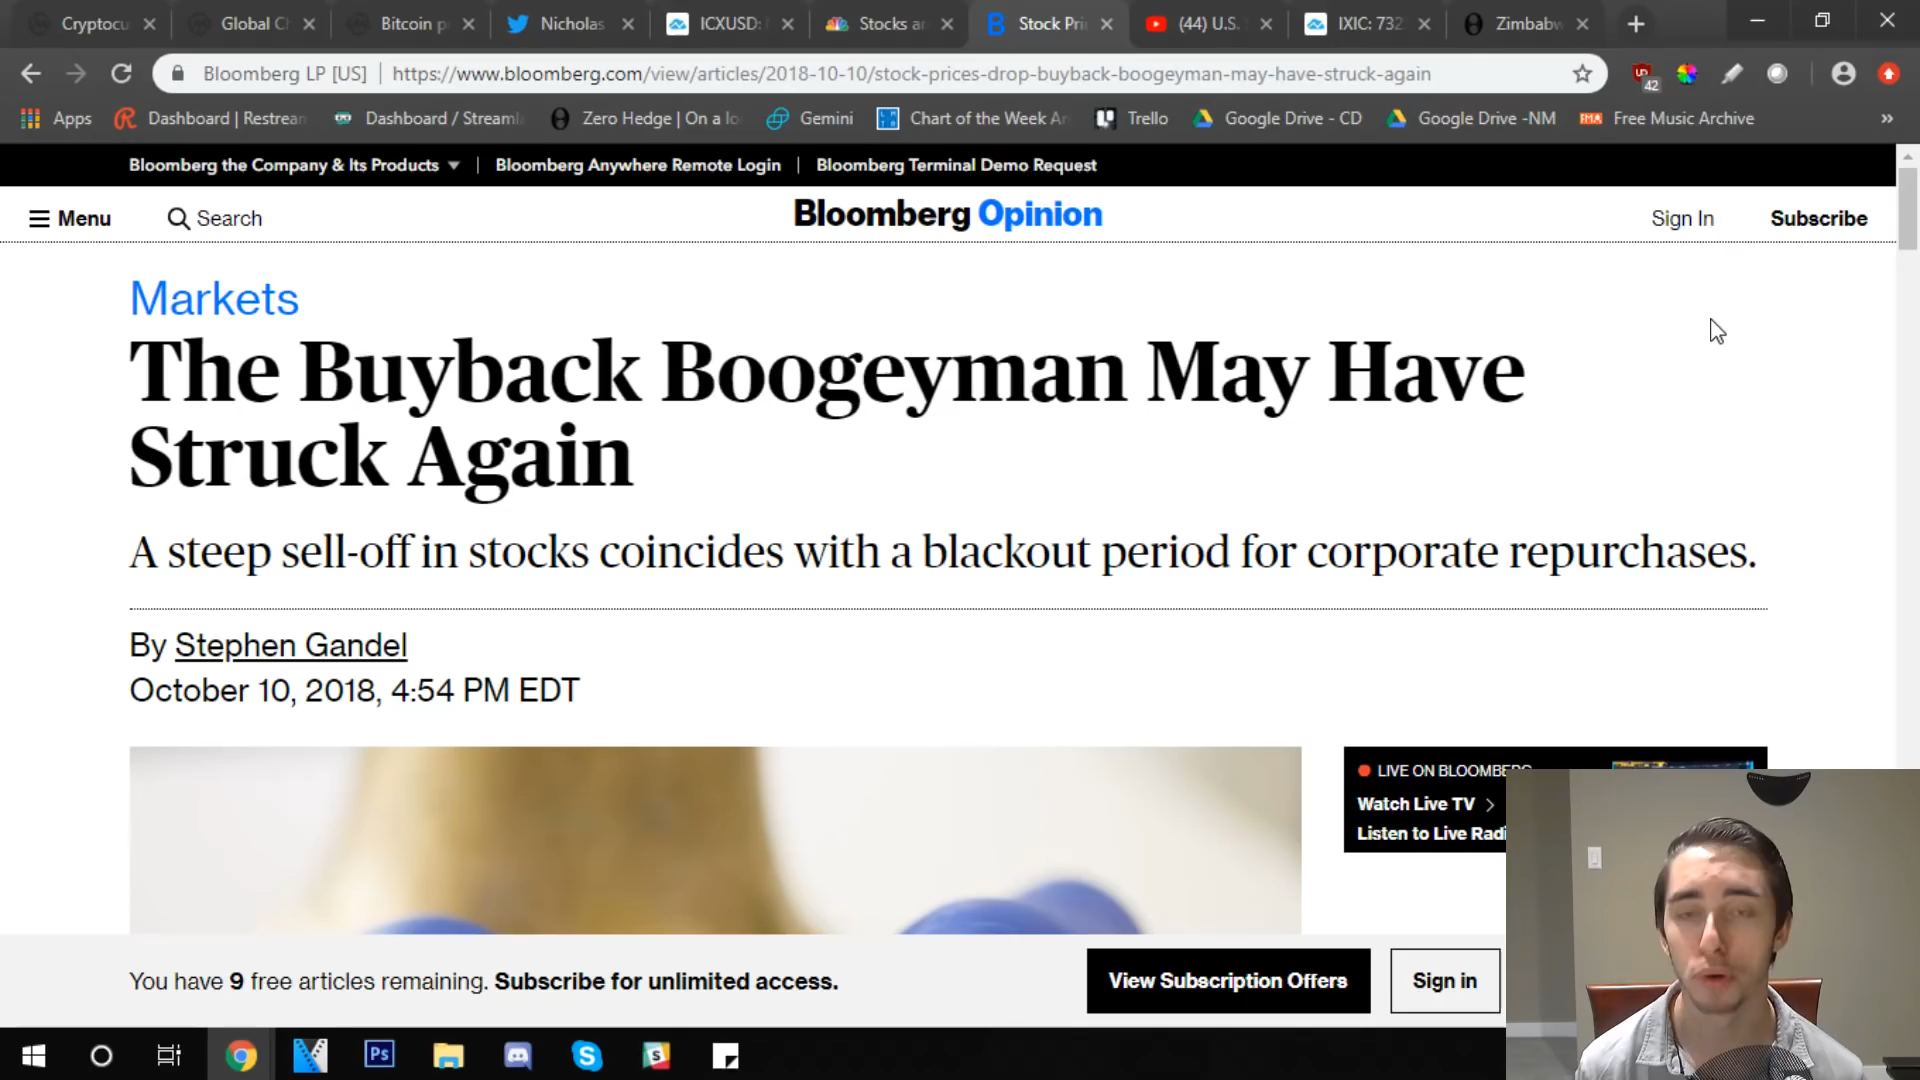 Cryptocu
Global Cl
Bitcoin p
Nicholas
ICXUSD:
Stocks a
Stock Pri
(44) U.S.
IXIC: 732
Zimbabw
Bloomberg LP [US] | https://www.bloomberg.com/view/articles/2018-10-10/stock-prices-drop-buyback-boogeyman-may-have-struck-again
42
Apps
Dashboard | Restrean
Dashboard / Streaml
Zero Hedge | On a lo
Gemini
Chart of the Week A
Trello
Google Drive - CD
Google Drive -NM
FMA
Free Music Archive
»
Bloomberg the Company & Its Products
Bloomberg Anywhere Remote Login
Bloomberg Terminal Demo Request
Menu
Search
Bloomberg Opinion
Sign In
Subscribe
Markets
The Buyback Boogeyman May Have
Struck Again
A steep sell-off in stocks coincides with a blackout period for corporate repurchases.
By Stephen Gandel
October 10, 2018, 4:54 PM EDT
LIVE ON BLOOMBERG
Watch Live TV
Listen to Live Radi
You have 9 free articles remaining. Subscribe for unlimited access.
View Subscription Offers
Sign in
Ps